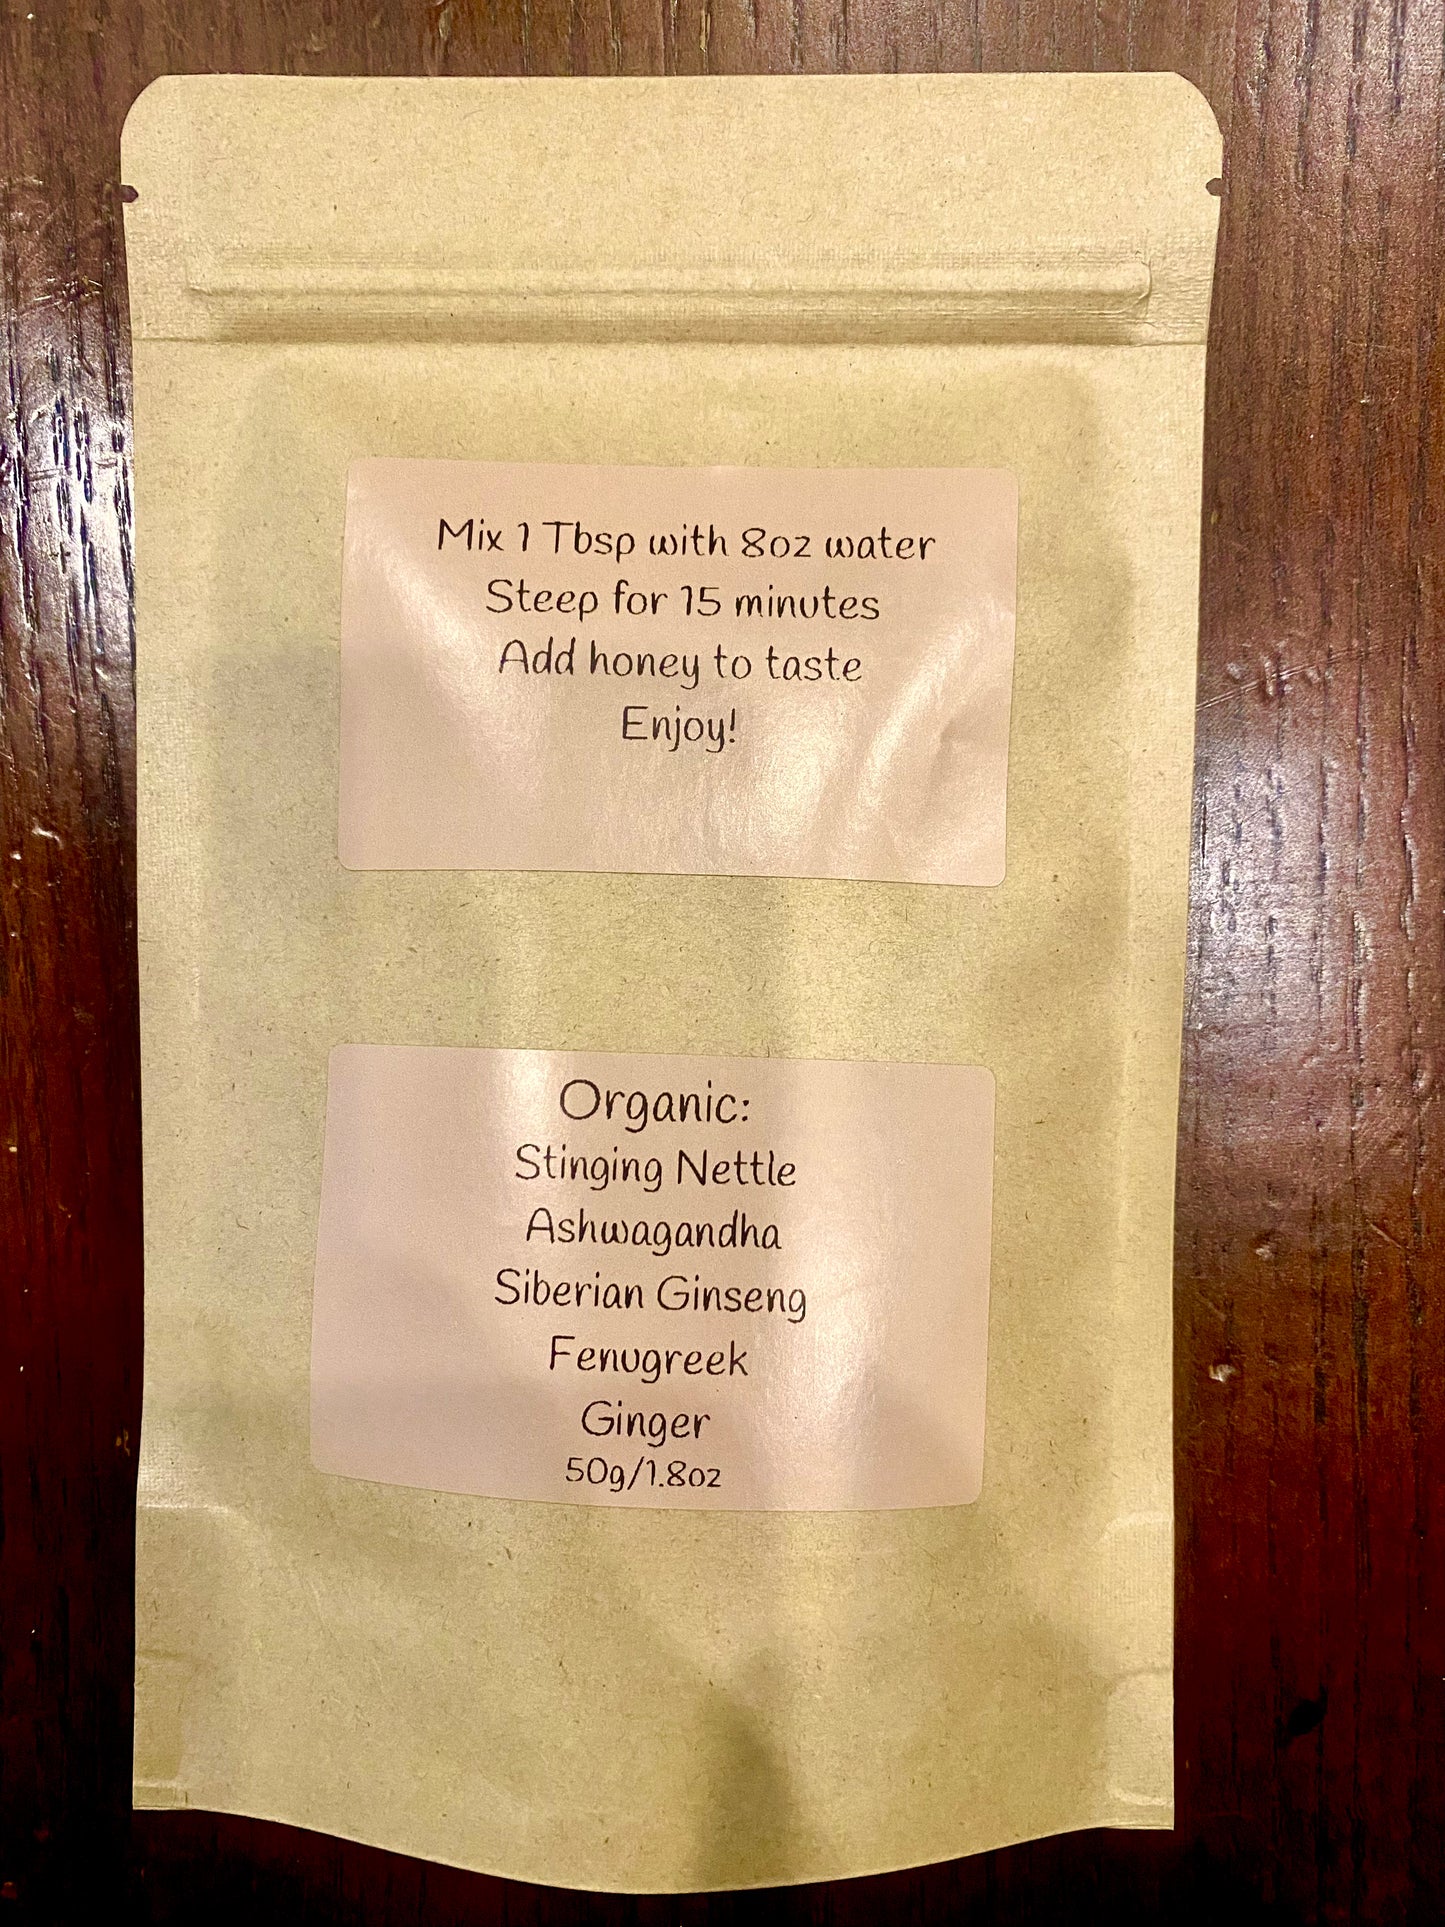 Mix 1 Tbsp with 8oz water
Steep for 15 minutes
Add honey to taste
Enjoy!
Organic:
Stinging Nettle
Ashwagandha
Siberian Ginseng
Fenugreek
Ginger
50g/1.8oz